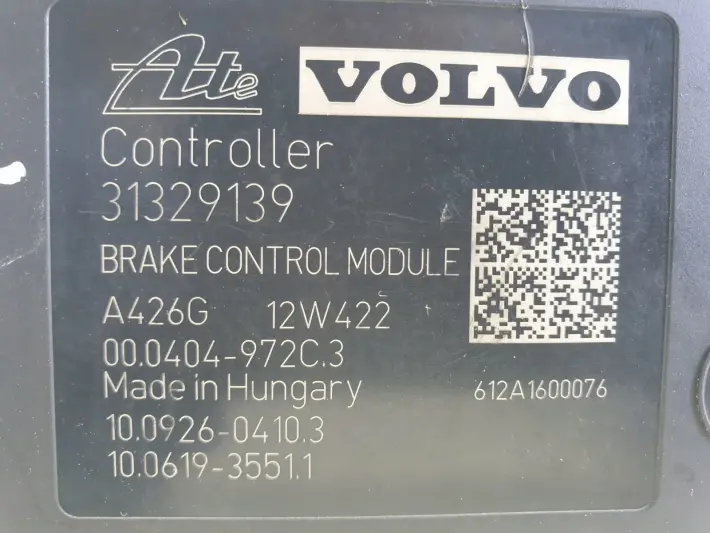 Ate VOLVO
Controller
31329139
BRAKE CONTROL MODULE
A426G 12W422
00.0404-972C.3
Made in Hungary 612A1600076
10.0926-0410.3
10.0619-3551.1